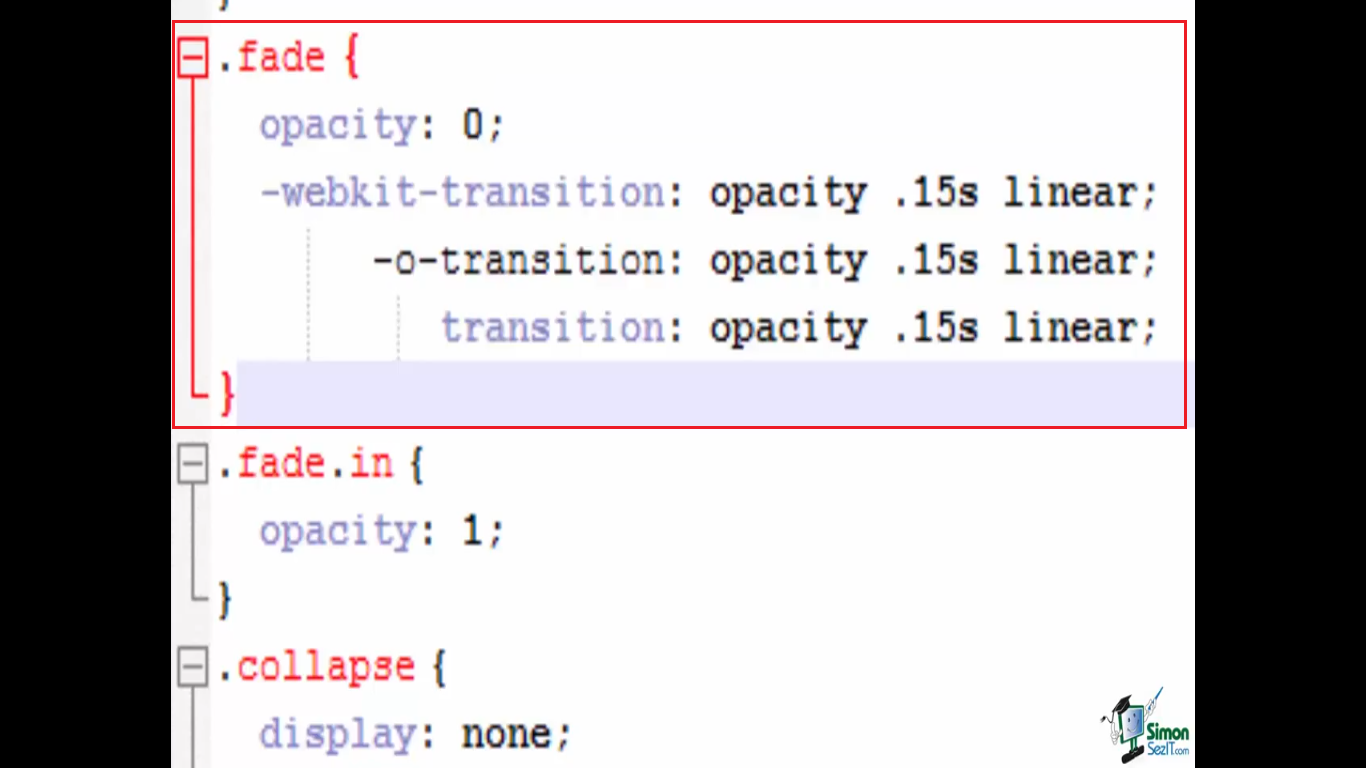 }
.fade {
opacity: 0;
-webkit-transition: opacity .15s linear;
-o-transition: opacity .15s linear;
transition: opacity .15s linear;
}
.fade.in {
opacity: 1;
}
.collapse {
display: none;
Simon
SezIT.com